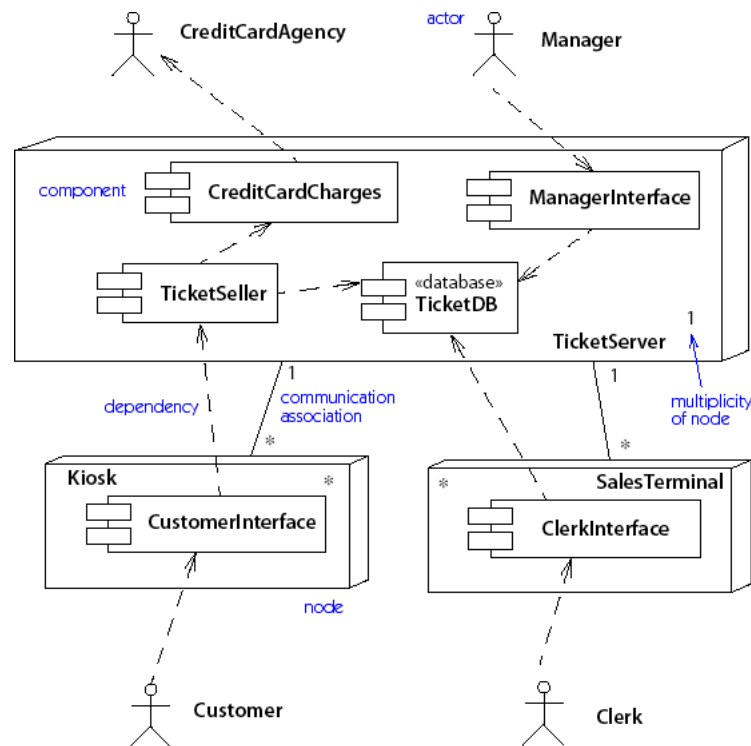 CreditCardAgency
actor
Manager
component
CreditCardCharges
ManagerInterface
TicketSeller
«database»
TicketDB
TicketServer
1
1
1
dependency
communication
association
multiplicity
of node
*
*
Kiosk
*
CustomerInterface
*
SalesTerminal
ClerkInterface
node
Customer
Clerk